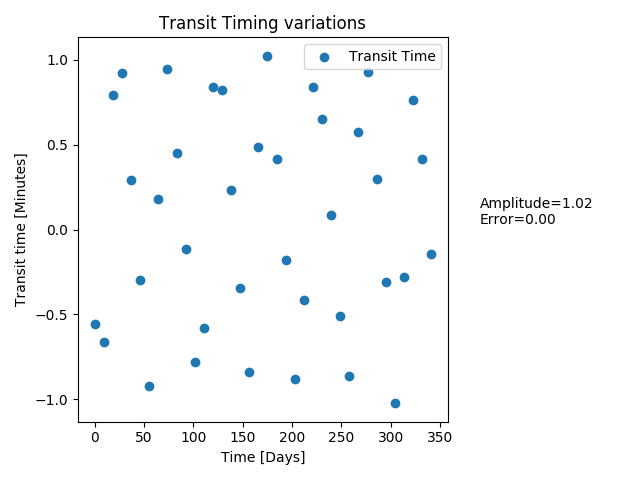 Transit Timing variations
Transit Time
1.0
0.5
0.0
−0.5
−1.0
Transit time [Minutes]
0
50
100
150
200
250
300
350
Time [Days]
Amplitude=1.02
Error=0.00